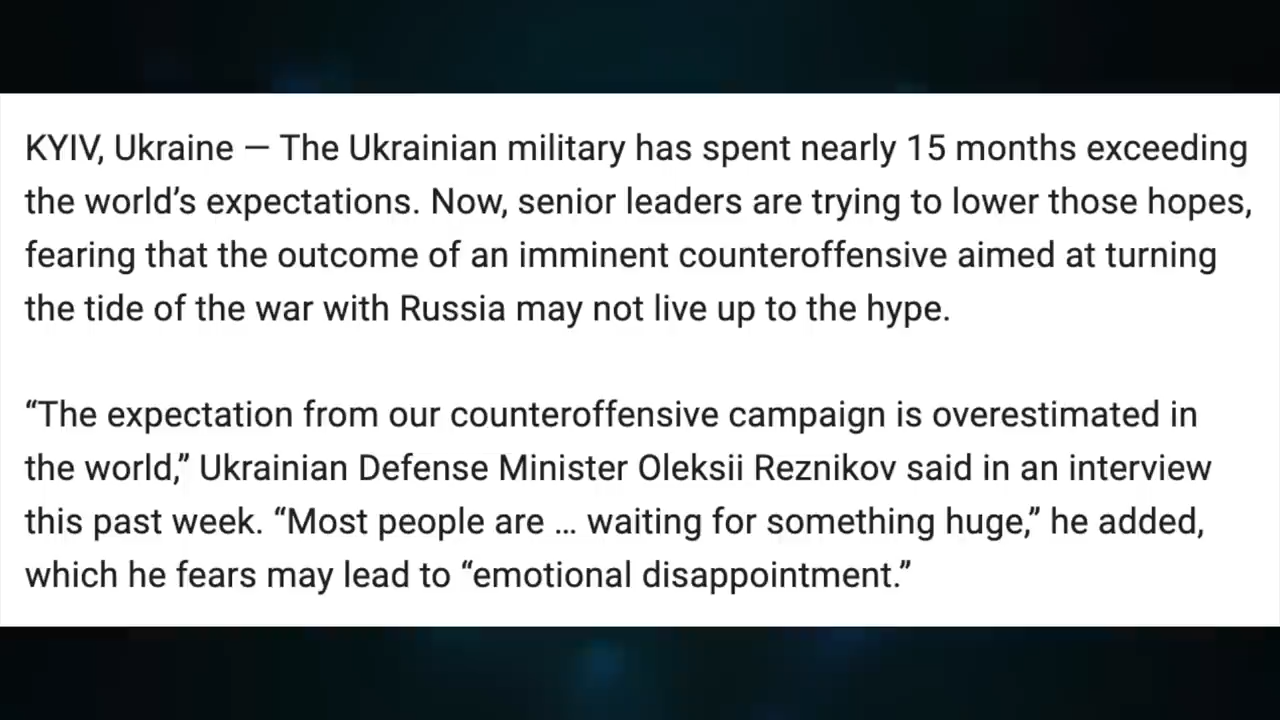 KYIV, Ukraine — The Ukrainian military has spent nearly 15 months exceeding
the world’s expectations. Now, senior leaders are trying to lower those hopes,
fearing that the outcome of an imminent counteroffensive aimed at turning
the tide of the war with Russia may not live up to the hype.
“The expectation from our counteroffensive campaign is overestimated in
the world,” Ukrainian Defense Minister Oleksii Reznikov said in an interview
this past week. “Most people are … waiting for something huge,” he added,
which he fears may lead to “emotional disappointment.”